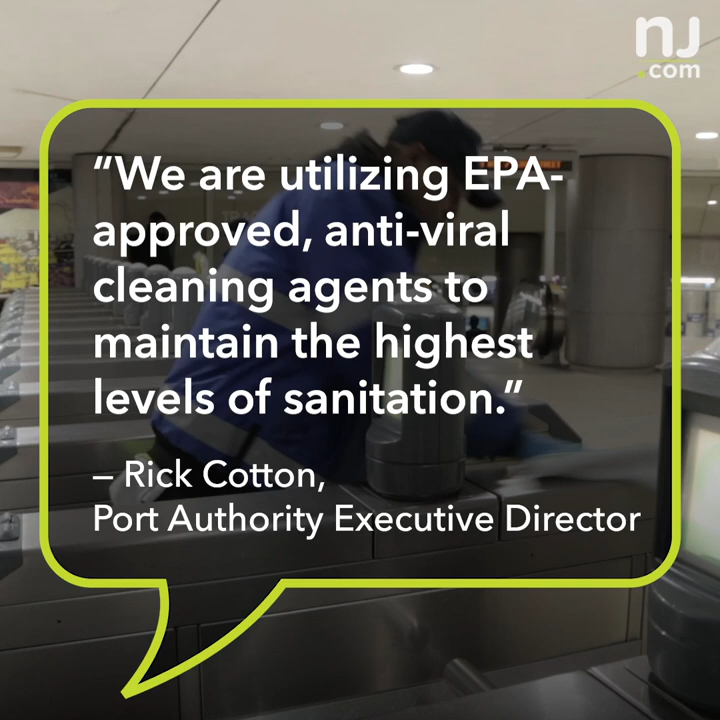 nj
.com
“We are utilizing EPA-
approved, anti-viral
cleaning agents to
maintain the highest
levels of sanitation.”
– Rick Cotton,
Port Authority Executive Director